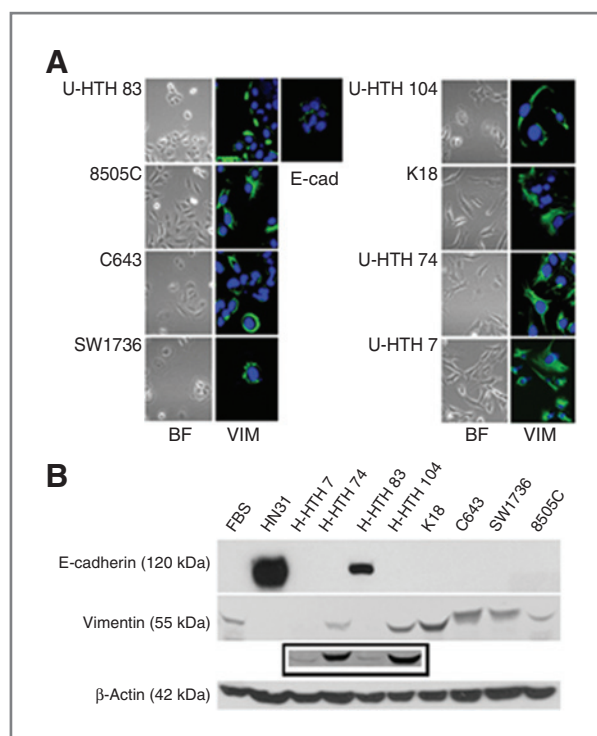 A
U-HTH 83
E-cad
8505C
C643
SW1736
BF VIM
U-HTH 104
K18
U-HTH 74
U-HTH 7
BF VIM
B
FBS HN31 H-HTH 7 H-HTH 74 H-HTH 83 H-HTH 104 K18 C643 SW1736 8505C
E-cadherin (120 kDa)
Vimentin (55 kDa)
β-Actin (42 kDa)